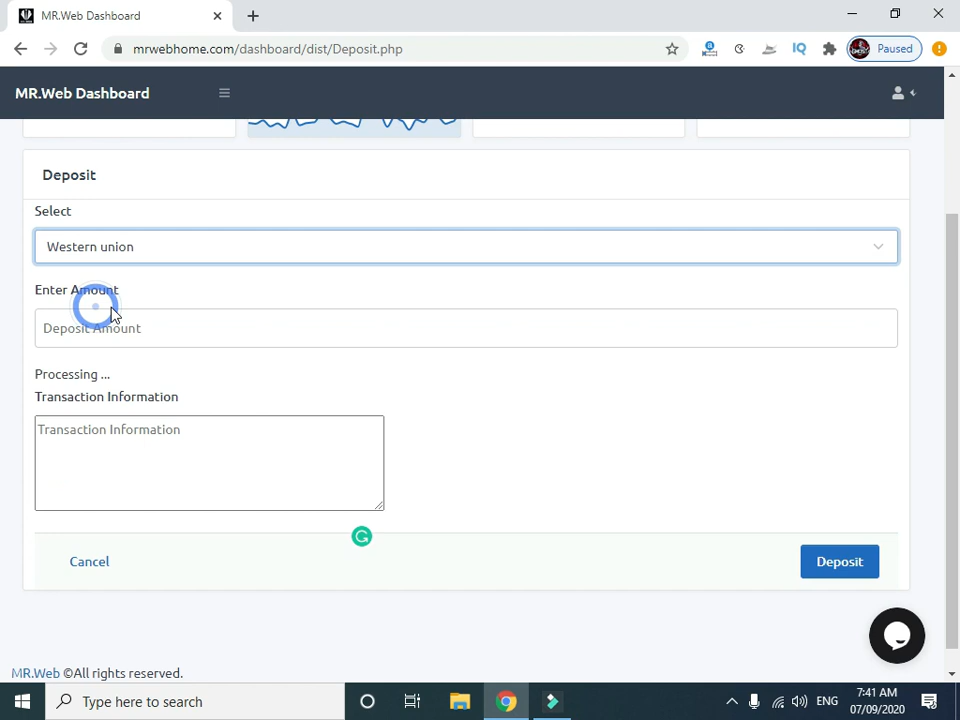 MR.Web Dashboard
mrwebhome.com/dashboard/dist/Deposit.php
IQ
Paused
MR.Web Dashboard
Deposit
Select
Western union
Enter Amount
Deposit Amount
Processing ...
Transaction Information
Transaction Information
Cancel
Deposit
MR.Web ©All rights reserved.
Type here to search
ENG
7:41 AM
07/09/2020